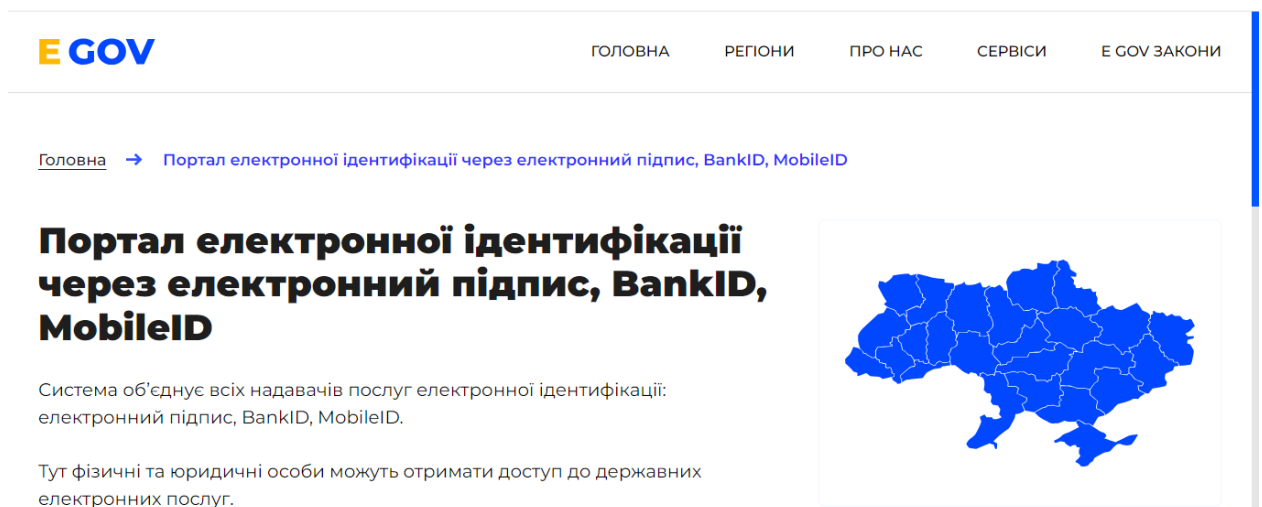 E GOV
ГОЛОВНА РЕГІОНИ ПРО НАС СЕРВІСИ E GOV ЗАКОНИ
Головна → Портал електронної ідентифікації через електронний підпис, BankID, MobileID
Портал електронної ідентифікації
через електронний підпис, BankID,
MobileID
Система об’єднує всіх надавачів послуг електронної ідентифікації:
електронний підпис, BankID, MobileID.
Тут фізичні та юридичні особи можуть отримати доступ до державних
електронних послуг.